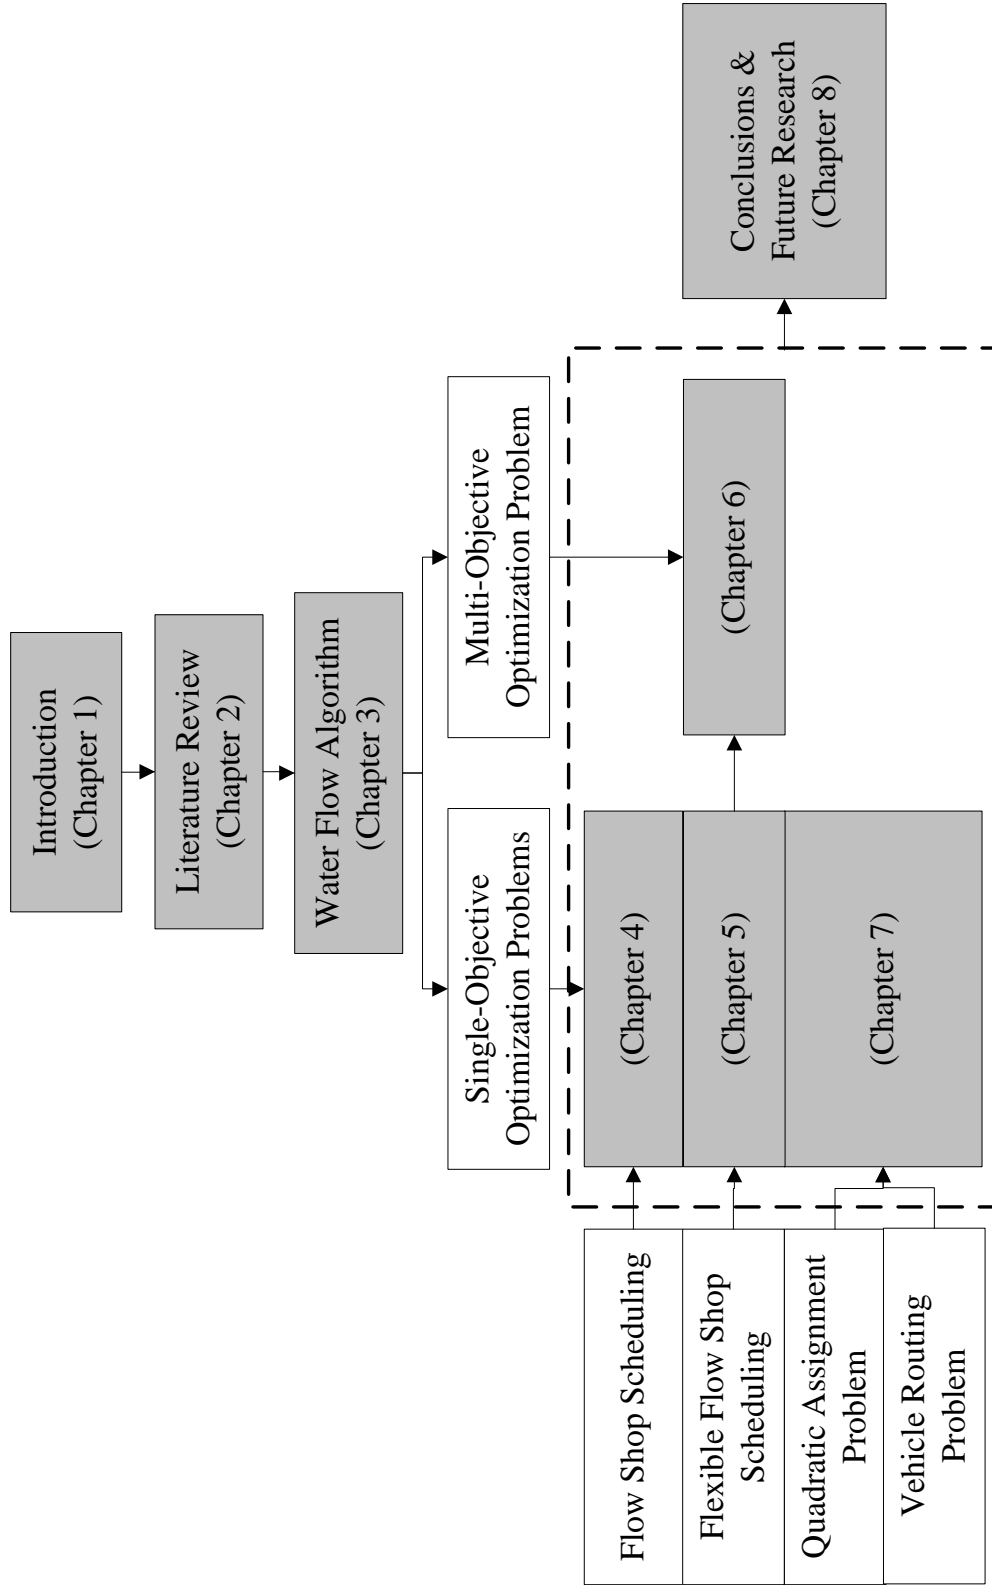 Introduction
(Chapter 1)
Literature Review
(Chapter 2)
Water Flow Algorithm
(Chapter 3)
Single-Objective
Optimization Problems
Multi-Objective
Optimization Problem
Flow Shop Scheduling
(Chapter 4)
Flexible Flow Shop
Scheduling
(Chapter 5)
(Chapter 6)
Quadratic Assignment
Problem
Vehicle Routing
Problem
(Chapter 7)
Conclusions &
Future Research
(Chapter 8)